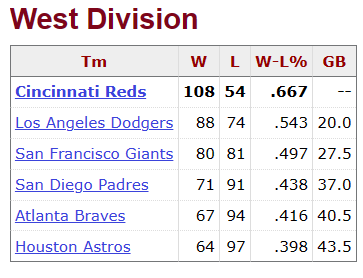 West Division
Tm W L W-L% GB
Cincinnati Reds 108 54 .667 --
Los Angeles Dodgers 88 74 .543 20.0
San Francisco Giants 80 81 .497 27.5
San Diego Padres 71 91 .438 37.0
Atlanta Braves 67 94 .416 40.5
Houston Astros 64 97 .398 43.5